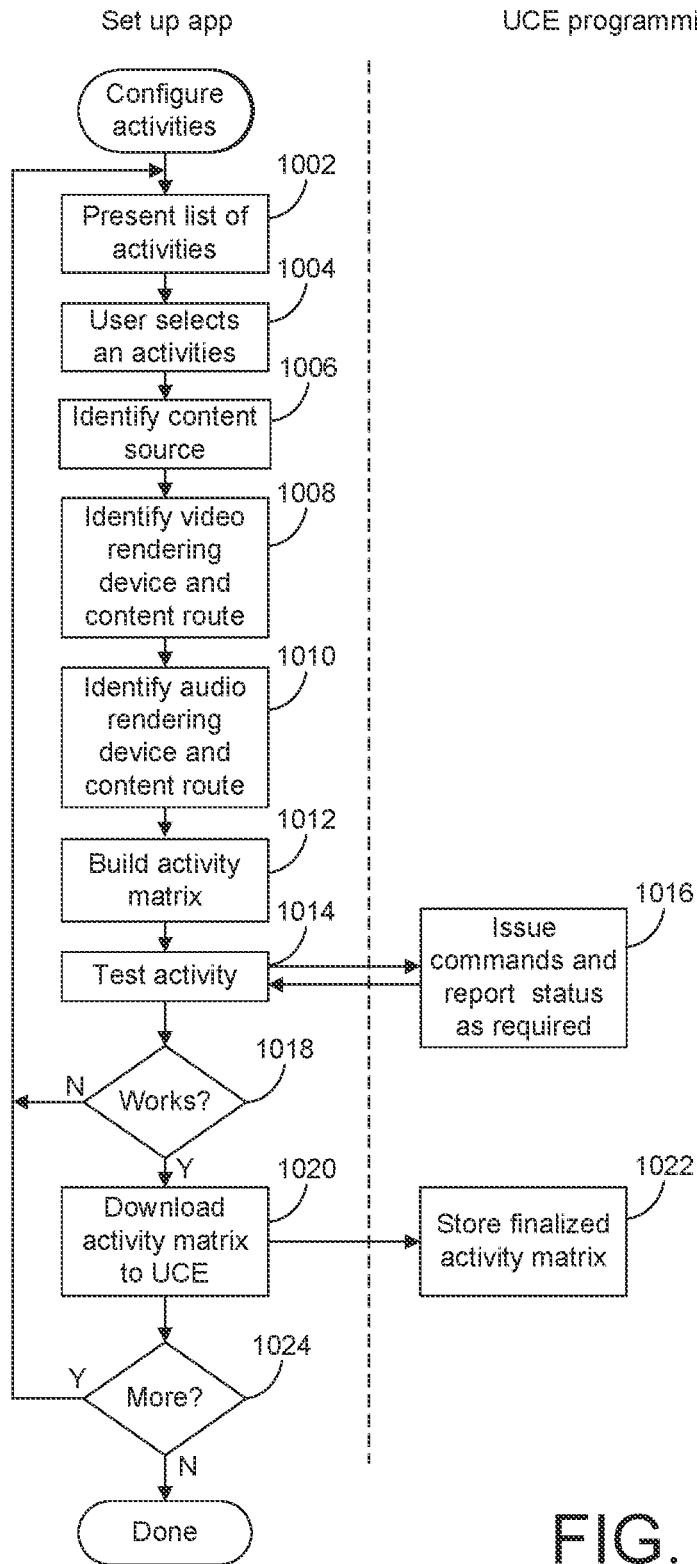 Set up app
UCE programmi
Configure
activities
1002
Present list of
activities
1004
User selects
an activities
1006
Identify content
source
1008
Identify video
rendering
device and
content route
1010
Identify audio
rendering
device and
content route
1012
Build activity
matrix
1014
Test activity
1016
Issue
commands and
report status
as required
1018
Works?
N
Y
1020
Download
activity matrix
to UCE
1022
Store finalized
activity matrix
1024
More?
Y
N
Done
FIG.